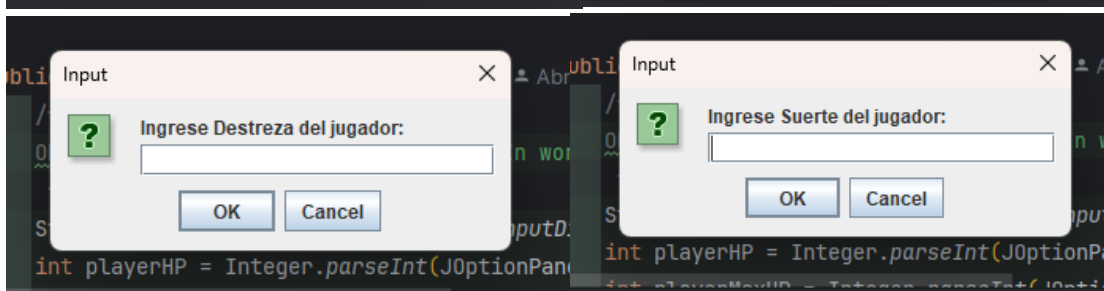 Input
Ingrese Destreza del jugador:
OK Cancel
int playerHP = Integer.parseInt(JOptionPan
Input
Ingrese Suerte del jugador:
OK Cancel
int playerHP = Integer.parseInt(JOptionPa